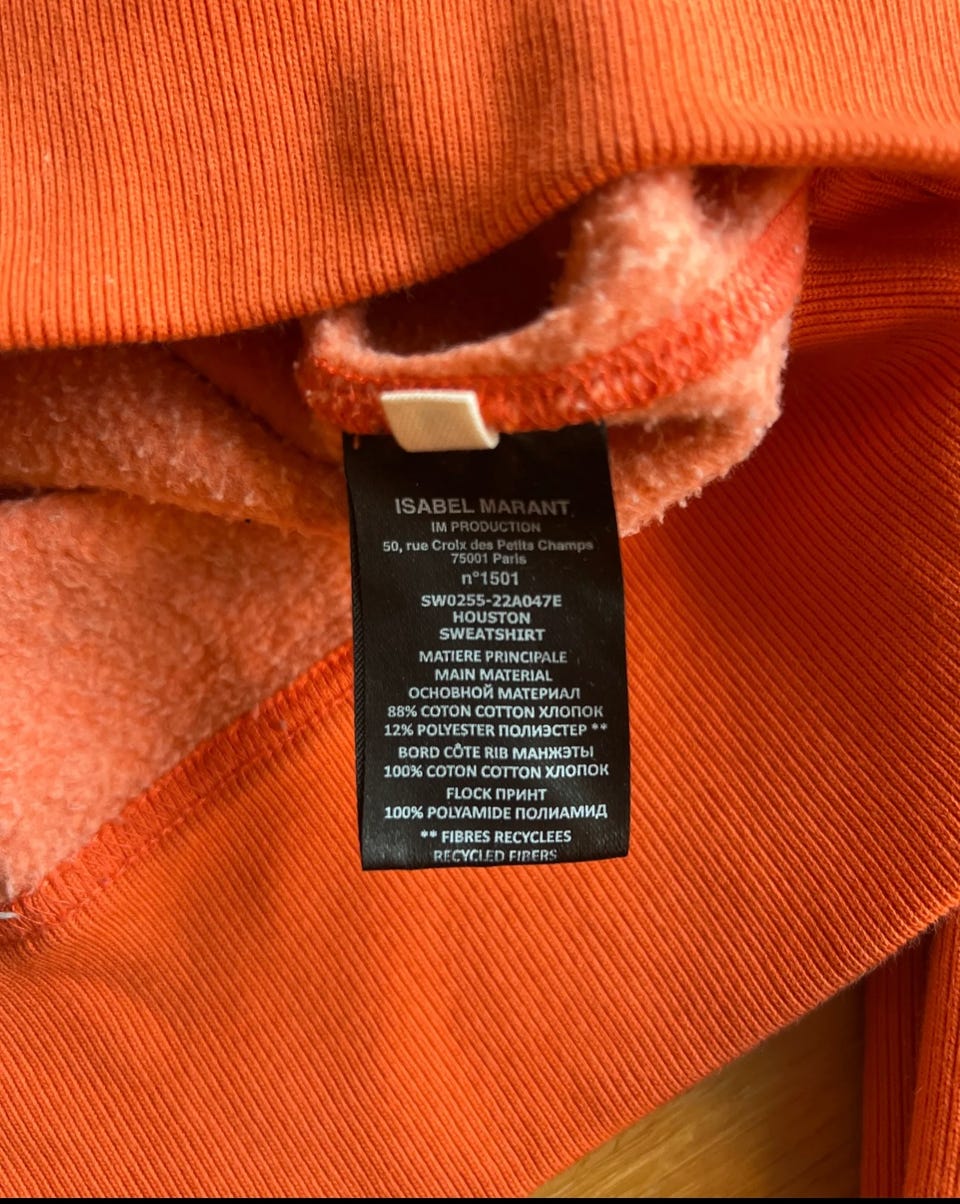 ISABEL MARANT
IM PRODUCTION
50, rue Croix des Petits Champs
75001 Paris
n°1501
SW0255-22A047E
HOUSTON
SWEATSHIRT
MATIERE PRINCIPALE
MAIN MATERIAL
ОСНОВНОЙ МАТЕРИАЛ
88% COTON COTTON ХЛОПОК
12% POLYESTER ПОЛИЭСТЕР **
BORD CÔTE RIB МАНЖЭТЫ
100% COTON COTTON ХЛОПОК
FLOCK ПРИНТ
100% POLYAMIDE ПОЛИАМИД
** FIBRES RECYCLEES
RECYCLED FIBERS